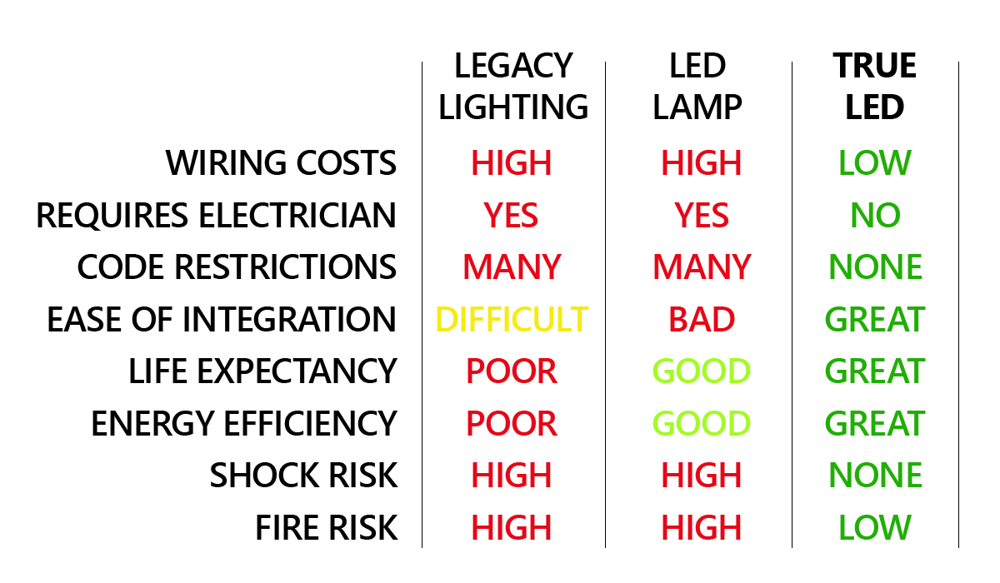 LEGACY LIGHTING LED LAMP TRUE LED
WIRING COSTS HIGH HIGH LOW
REQUIRES ELECTRICIAN YES YES NO
CODE RESTRICTIONS MANY MANY NONE
EASE OF INTEGRATION DIFFICULT BAD GREAT
LIFE EXPECTANCY POOR GOOD GREAT
ENERGY EFFICIENCY POOR GOOD GREAT
SHOCK RISK HIGH HIGH NONE
FIRE RISK HIGH HIGH LOW